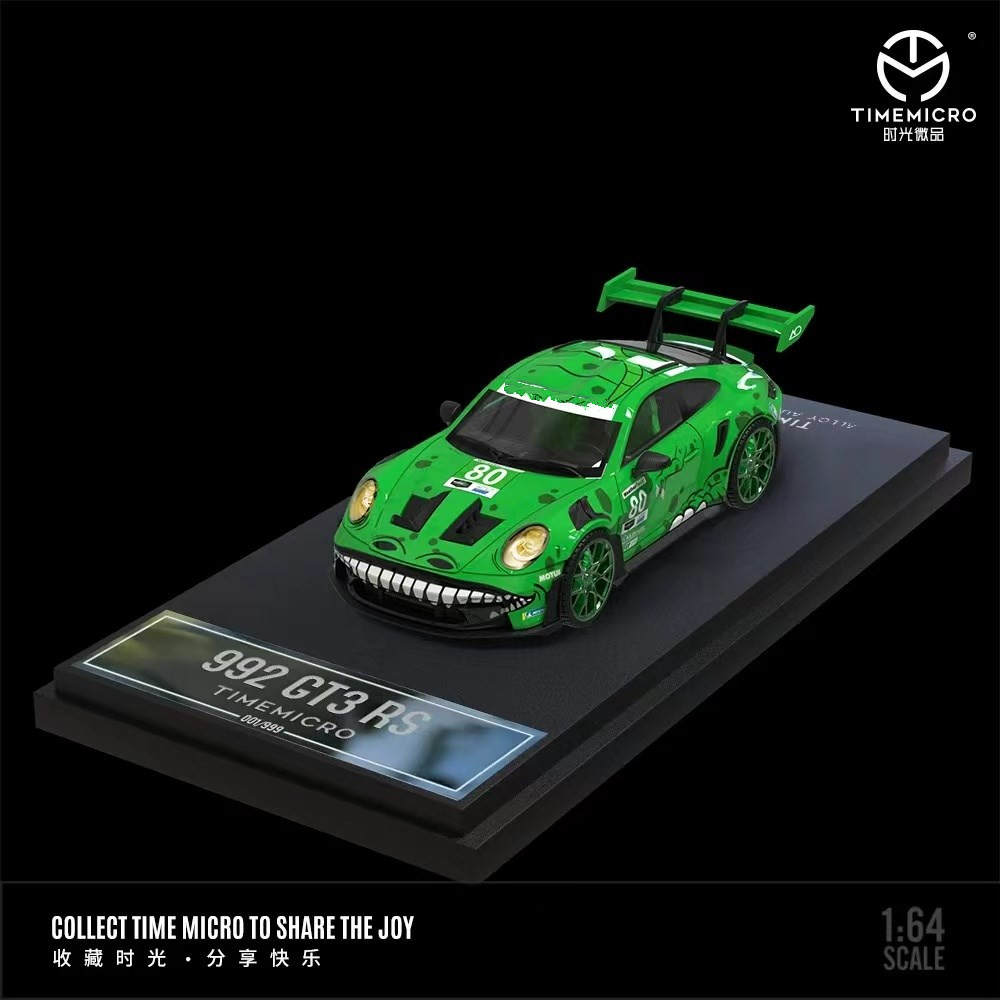 ®
TIMEMICRO
时光微品
80
80
MOTUL
992 GT3 RS
TIMEMICRO
001/999
COLLECT TIME MICRO TO SHARE THE JOY
收藏时光·分享快乐
1:64
SCALE